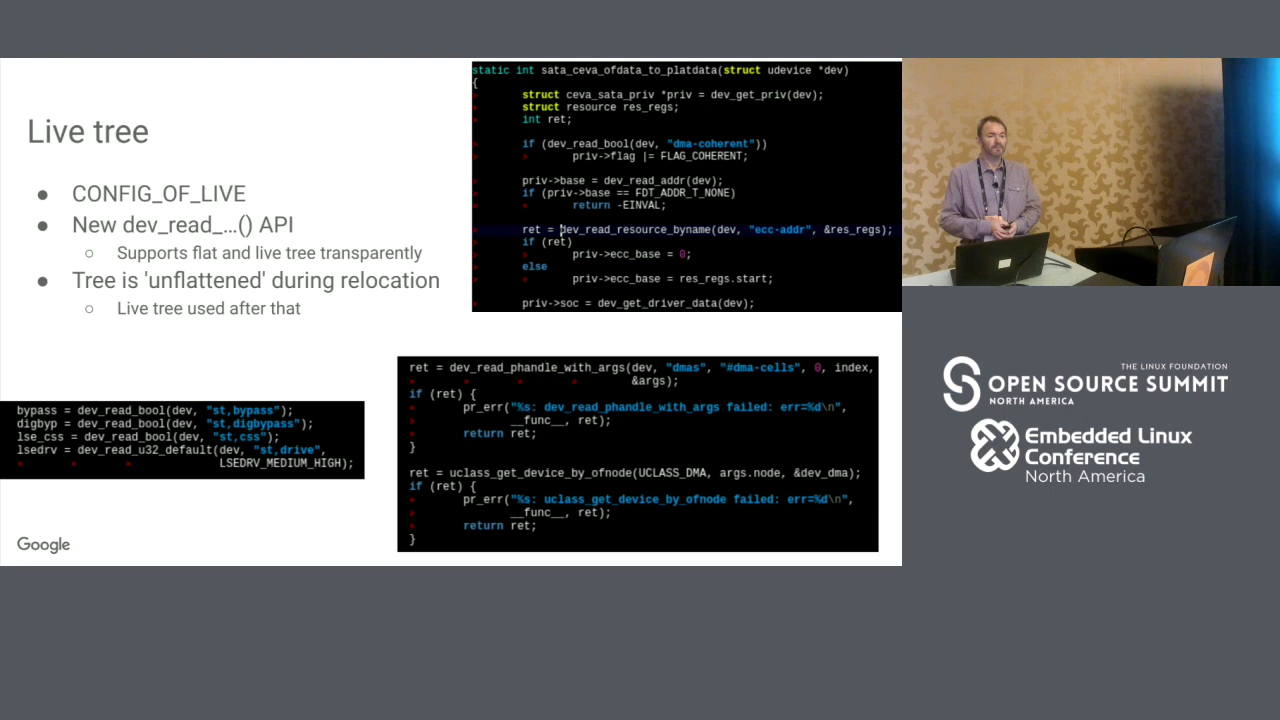 Live tree
● CONFIG_OF_LIVE
● New dev_read_...() API
○ Supports flat and live tree transparently
● Tree is 'unflattened' during relocation
○ Live tree used after that
static int sata_ceva_ofdata_to_platdata(struct udevice *dev)
{
struct ceva_sata_priv *priv = dev_get_priv(dev);
struct resource res_regs;
int ret;
if (dev_read_bool(dev, "dma-coherent"))
priv->flag |= FLAG_COHERENT;
priv->base = dev_read_addr(dev);
if (priv->base == FDT_ADDR_T_NONE)
return -EINVAL;
ret = dev_read_resource_byname(dev, "ecc-addr", &res_regs);
if (ret)
priv->ecc_base = 0;
else
priv->ecc_base = res_regs.start;
priv->soc = dev_get_driver_data(dev);
bypass = dev_read_bool(dev, "st,bypass");
digbyp = dev_read_bool(dev, "st,digbypass");
lse_css = dev_read_bool(dev, "st,css");
lsedrv = dev_read_u32_default(dev, "st,drive",
LSEDRV_MEDIUM_HIGH);
ret = dev_read_phandle_with_args(dev, "dmas", "#dma-cells", 0, index,
&args);
if (ret) {
pr_err("%s: dev_read_phandle_with_args failed: err=%d\n",
__func__, ret);
return ret;
}
ret = uclass_get_device_by_ofnode(UCLASS_DMA, args.node, &dev_dma);
if (ret) {
pr_err("%s: uclass_get_device_by_ofnode failed: err=%d\n",
__func__, ret);
return ret;
}
Google
THE LINUX FOUNDATION
OPEN SOURCE SUMMIT
NORTH AMERICA
Embedded Linux
Conference
North America